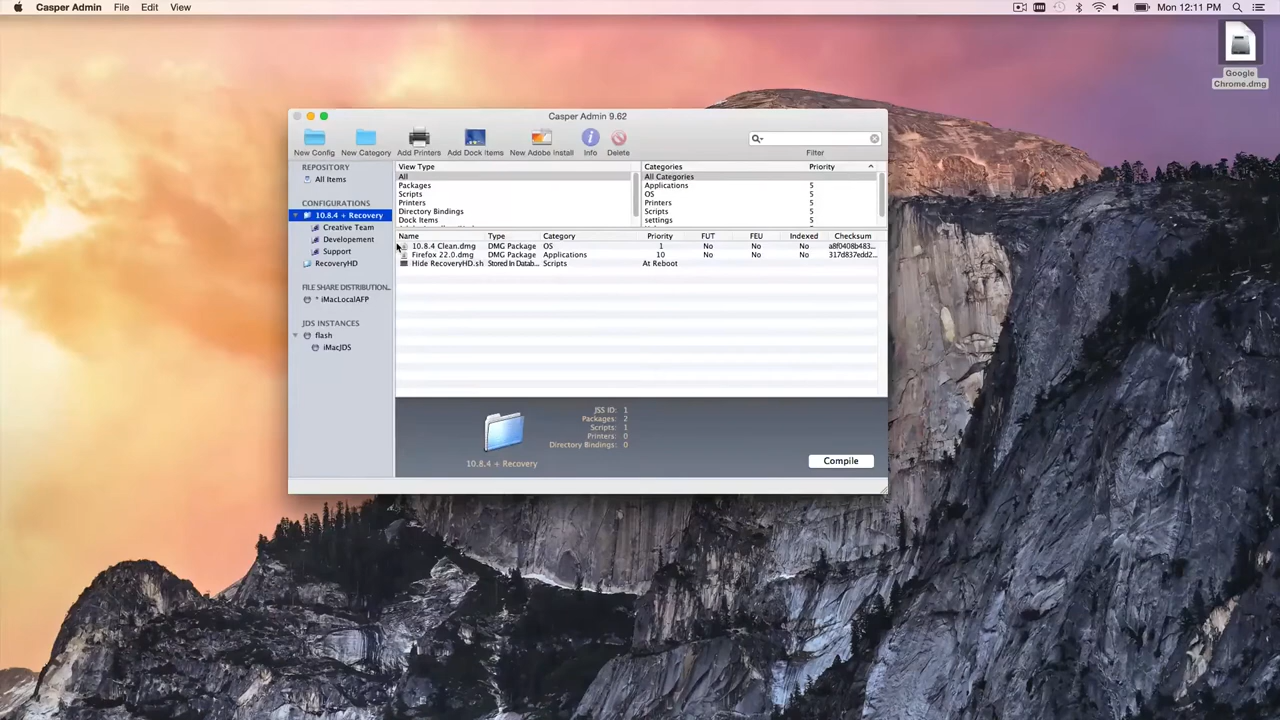 Casper Admin File Edit View Mon 12:11 PM
Google
Chrome.dmg
Casper Admin 9.62
New Config New Category Add Printers Add Dock Items New Adobe Install Info Delete
Filter
REPOSITORY
All Items
CONFIGURATIONS
10.8.4 + Recovery
Creative Team
Developement
Support
RecoveryHD
FILE SHARE DISTRIBUTION...
* iMacLocalAFP
JDS INSTANCES
flash
iMacJDS
View Type
All
Packages
Scripts
Printers
Directory Bindings
Dock Items
Categories Priority
All Categories
Applications 5
OS 5
Printers 5
Scripts 5
settings 5
Name Type Category Priority FUT FEU Indexed Checksum
10.8.4 Clean.dmg DMG Package OS 1 No No No a8f0408b483...
Firefox 22.0.dmg DMG Package Applications 10 No No No 317d837edd2...
Hide RecoveryHD.sh Stored In Datab... Scripts At Reboot
10.8.4 + Recovery
JSS ID: 1
Packages: 2
Scripts: 1
Printers: 0
Directory Bindings: 0
Compile